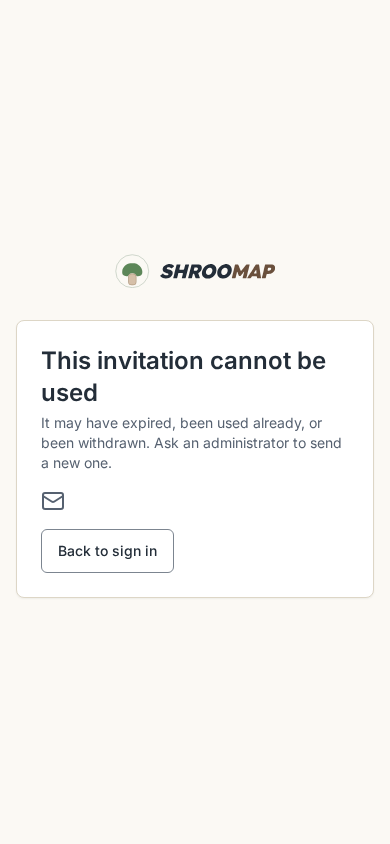 SHROOMAP
This invitation cannot be
used
It may have expired, been used already, or
been withdrawn. Ask an administrator to send
a new one.
Back to sign in